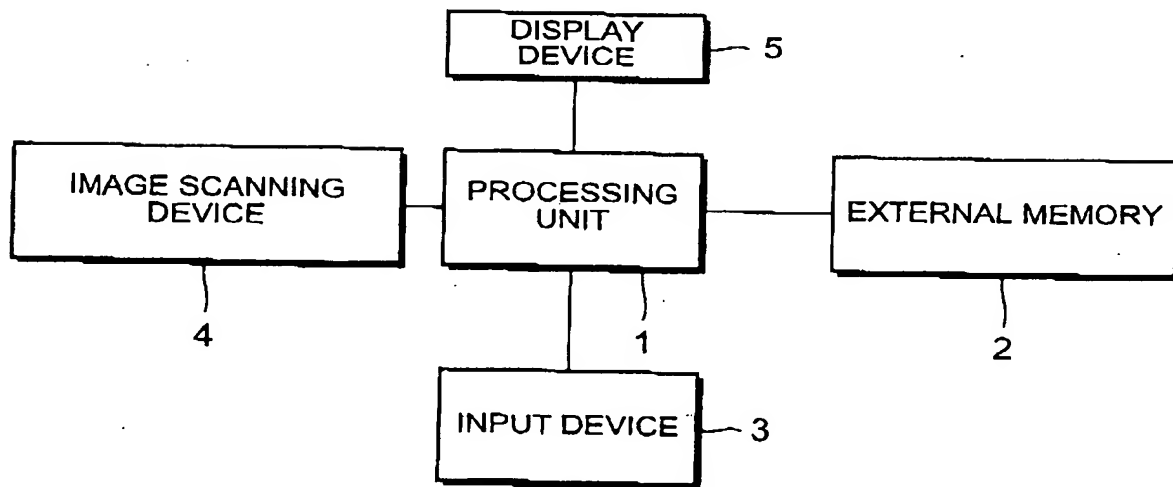 DISPLAY
DEVICE
5
IMAGE SCANNING
DEVICE
4
PROCESSING
UNIT
1
EXTERNAL MEMORY
2
INPUT DEVICE
3